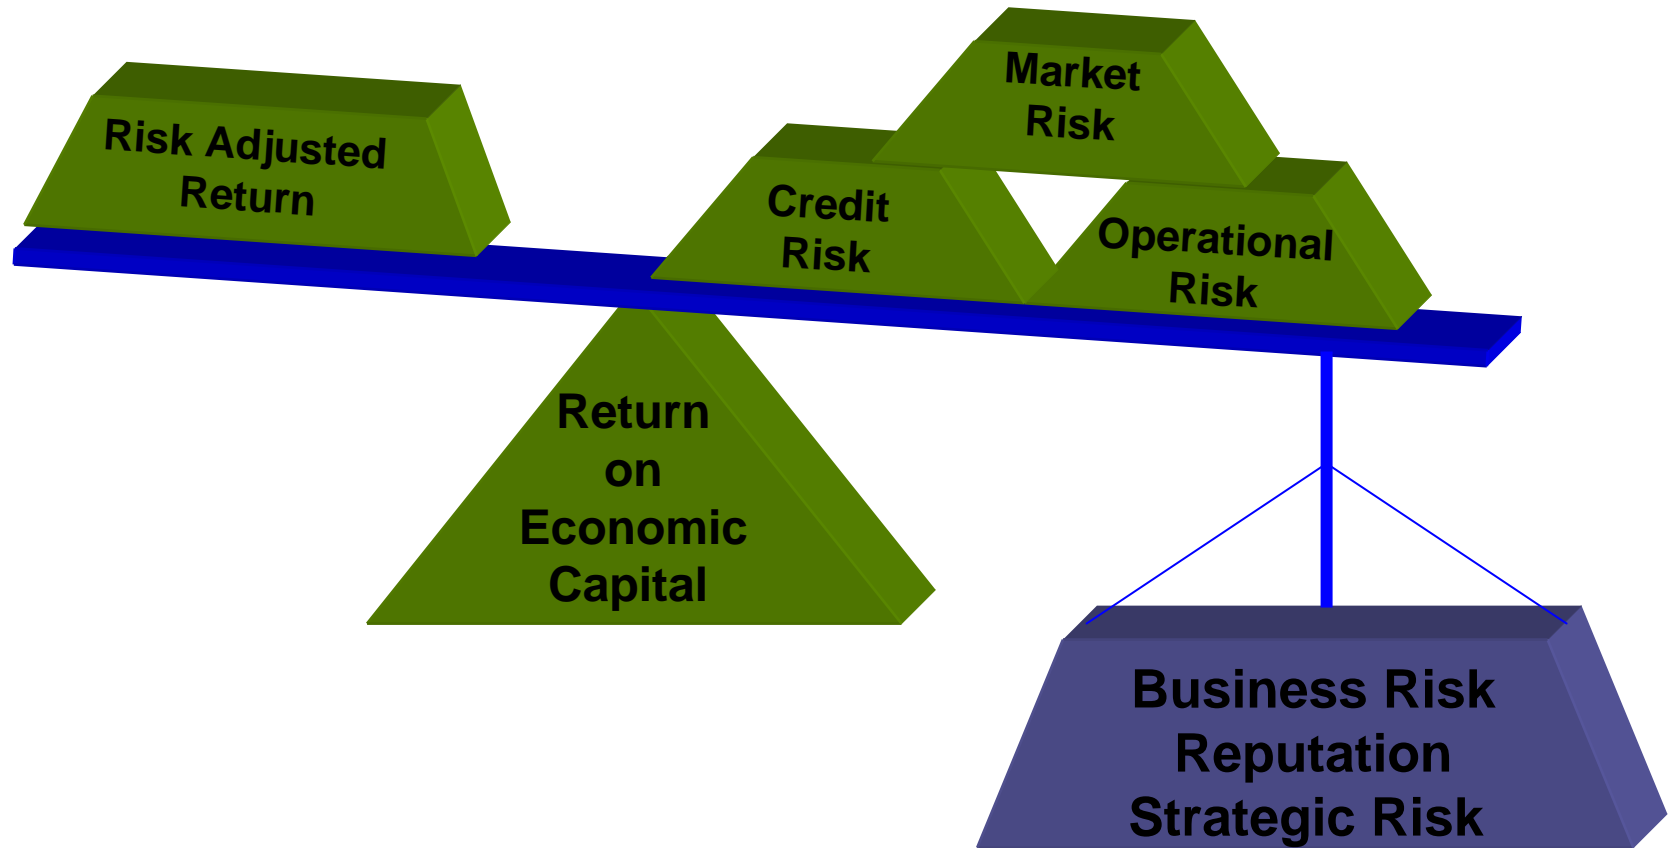 Market
Risk
Risk Adjusted
Return
Credit
Risk
Operational
Risk
Return
on
Economic
Capital
Business Risk
Reputation
Strategic Risk